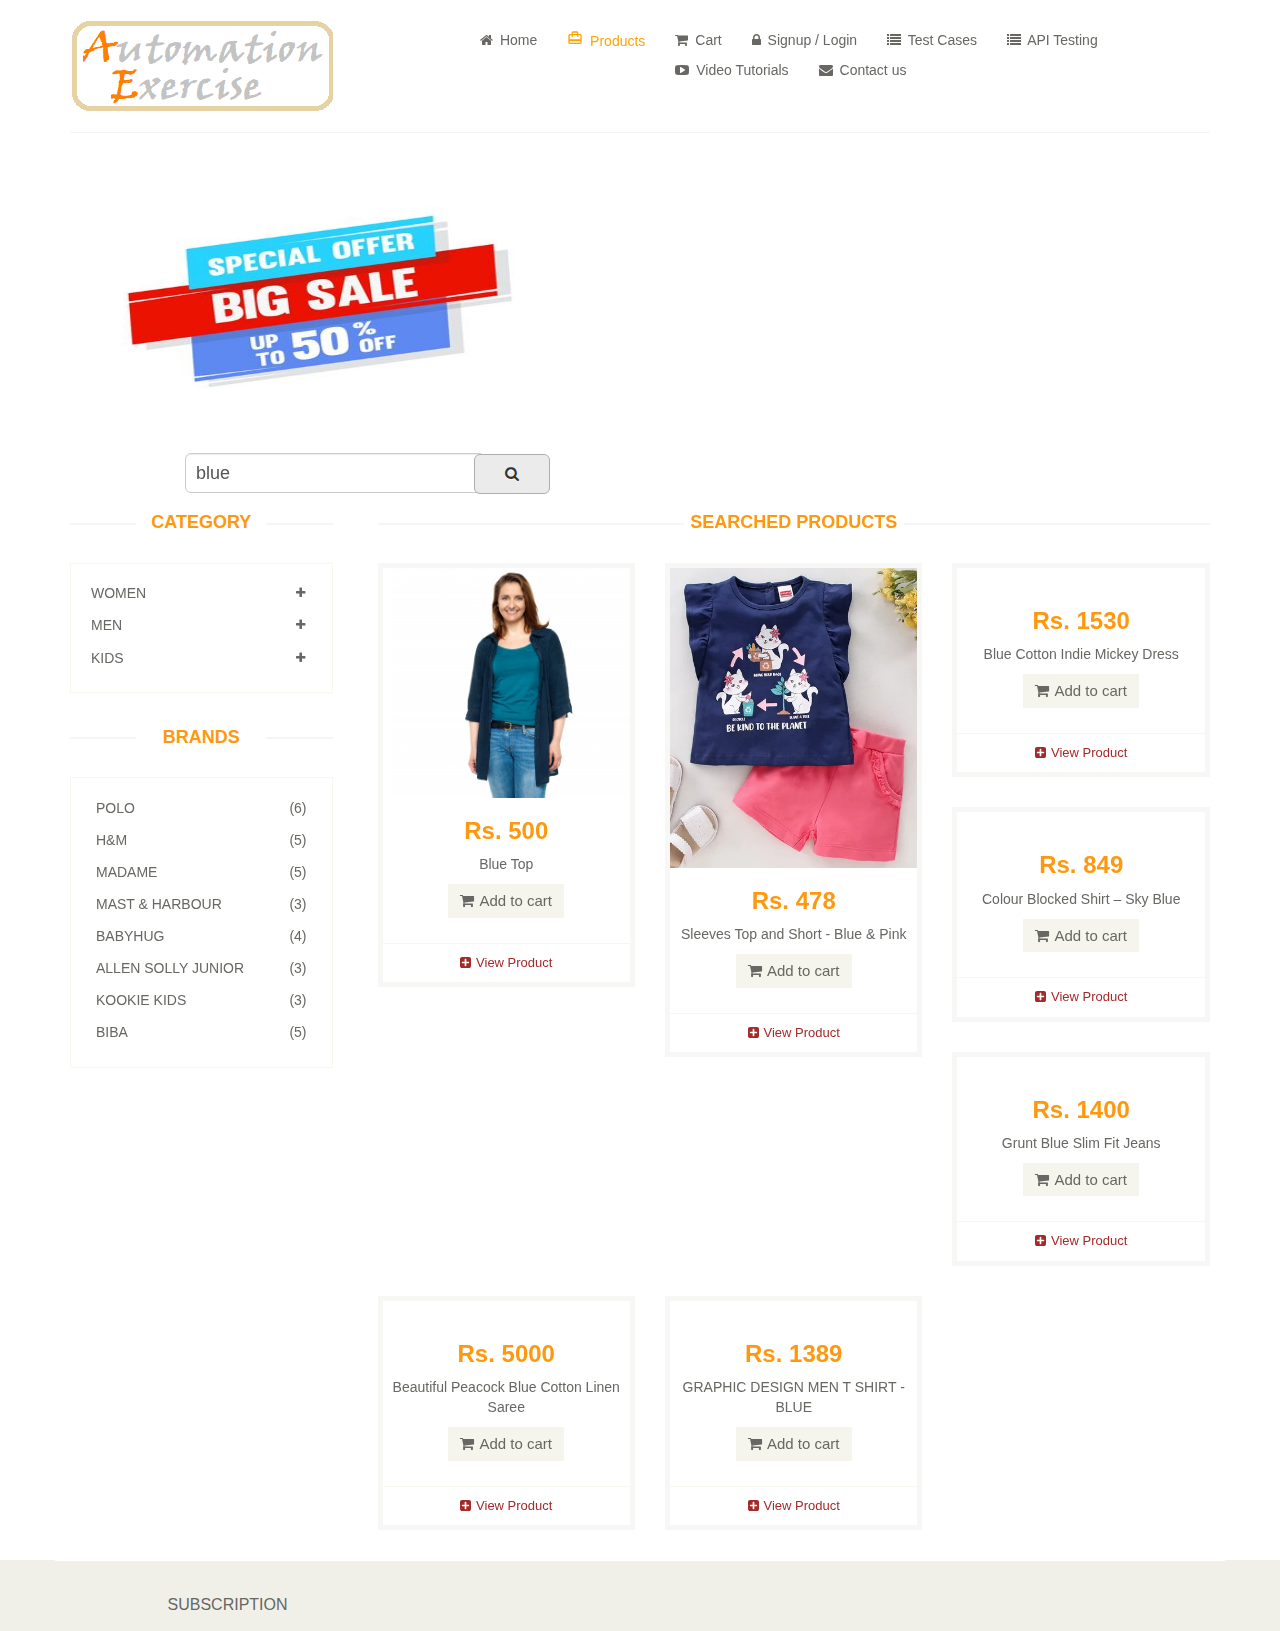 Automation
Exercise
Home
Products
Cart
Signup / Login
Test Cases
API Testing
Video Tutorials
Contact us
SPECIAL OFFER
BIG SALE
UP TO 50% OFF
blue
CATEGORY
WOMEN
MEN
KIDS
BRANDS
POLO (6)
H&M (5)
MADAME (5)
MAST & HARBOUR (3)
BABYHUG (4)
ALLEN SOLLY JUNIOR (3)
KOOKIE KIDS (3)
BIBA (5)
SEARCHED PRODUCTS
Rs. 500
Blue Top
Add to cart
View Product
BE KIND TO THE PLANET
Rs. 478
Sleeves Top and Short - Blue & Pink
Add to cart
View Product
Rs. 1530
Blue Cotton Indie Mickey Dress
Add to cart
View Product
Rs. 849
Colour Blocked Shirt – Sky Blue
Add to cart
View Product
Rs. 1400
Grunt Blue Slim Fit Jeans
Add to cart
View Product
Rs. 5000
Beautiful Peacock Blue Cotton Linen
Saree
Add to cart
View Product
Rs. 1389
GRAPHIC DESIGN MEN T SHIRT -
BLUE
Add to cart
View Product
SUBSCRIPTION